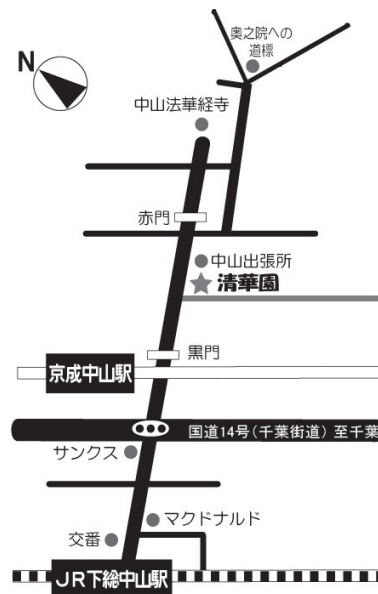 奥之院への
道標
N
中山法華経寺
赤門
中山出張所
清華園
黒門
京成中山駅
国道14号(千葉街道) 至千葉
サンクス
マクドナルド
交番
JR下総中山駅